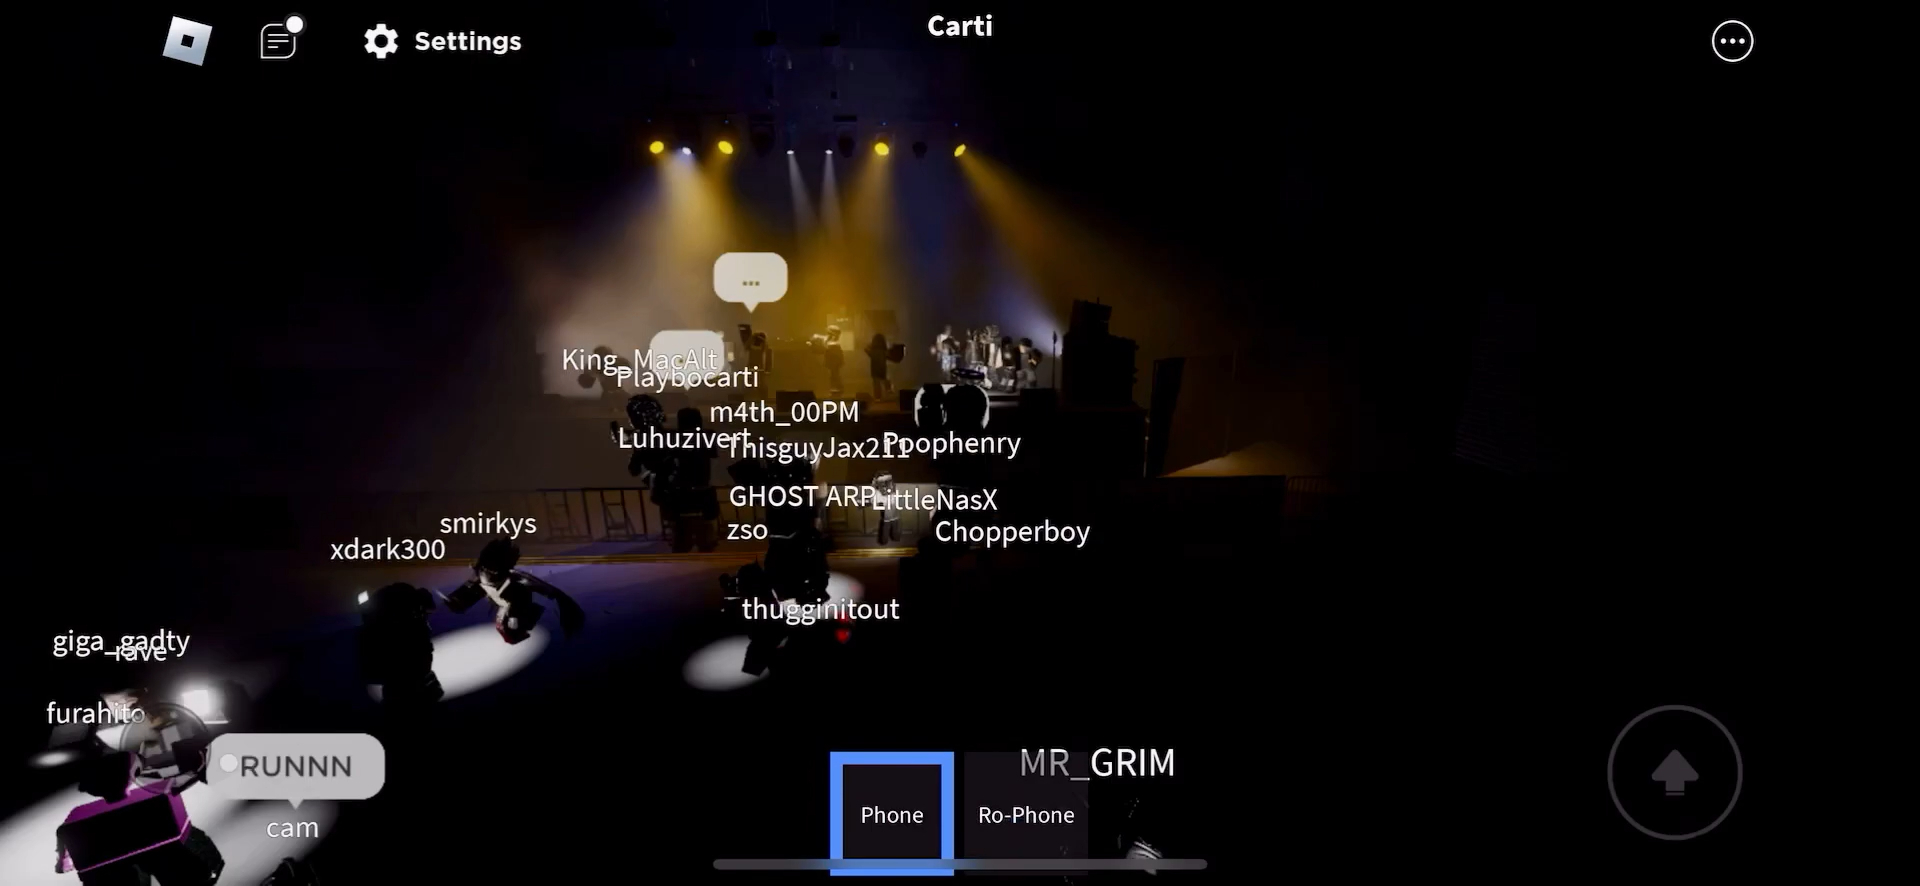 Carti
Settings
...
King_MacAlt
Playbocarti
m4th_00PM
Luhuzivert
ThisguyJax211
Poophenry
GHOST ARP
LittleNasX
smirkys
zso
Chopperboy
xdark300
thugginitout
giga_gadty
rave
furahito
RUNNN
MR_GRIM
Phone
Ro-Phone
cam